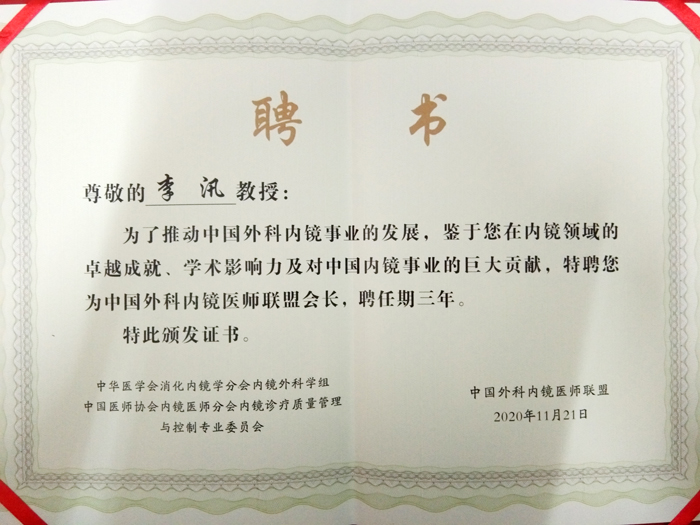 聘 书
尊敬的 李汛 教授：
为了推动中国外科内镜事业的发展，鉴于您在内镜领域的
卓越成就、学术影响力及对中国内镜事业的巨大贡献，特聘您
为中国外科内镜医师联盟会长，聘任期三年。
特此颁发证书。
中华医学会消化内镜学分会内镜外科学组
中国医师协会内镜医师分会内镜诊疗质量管理
与控制专业委员会
中国外科内镜医师联盟
2020年11月21日